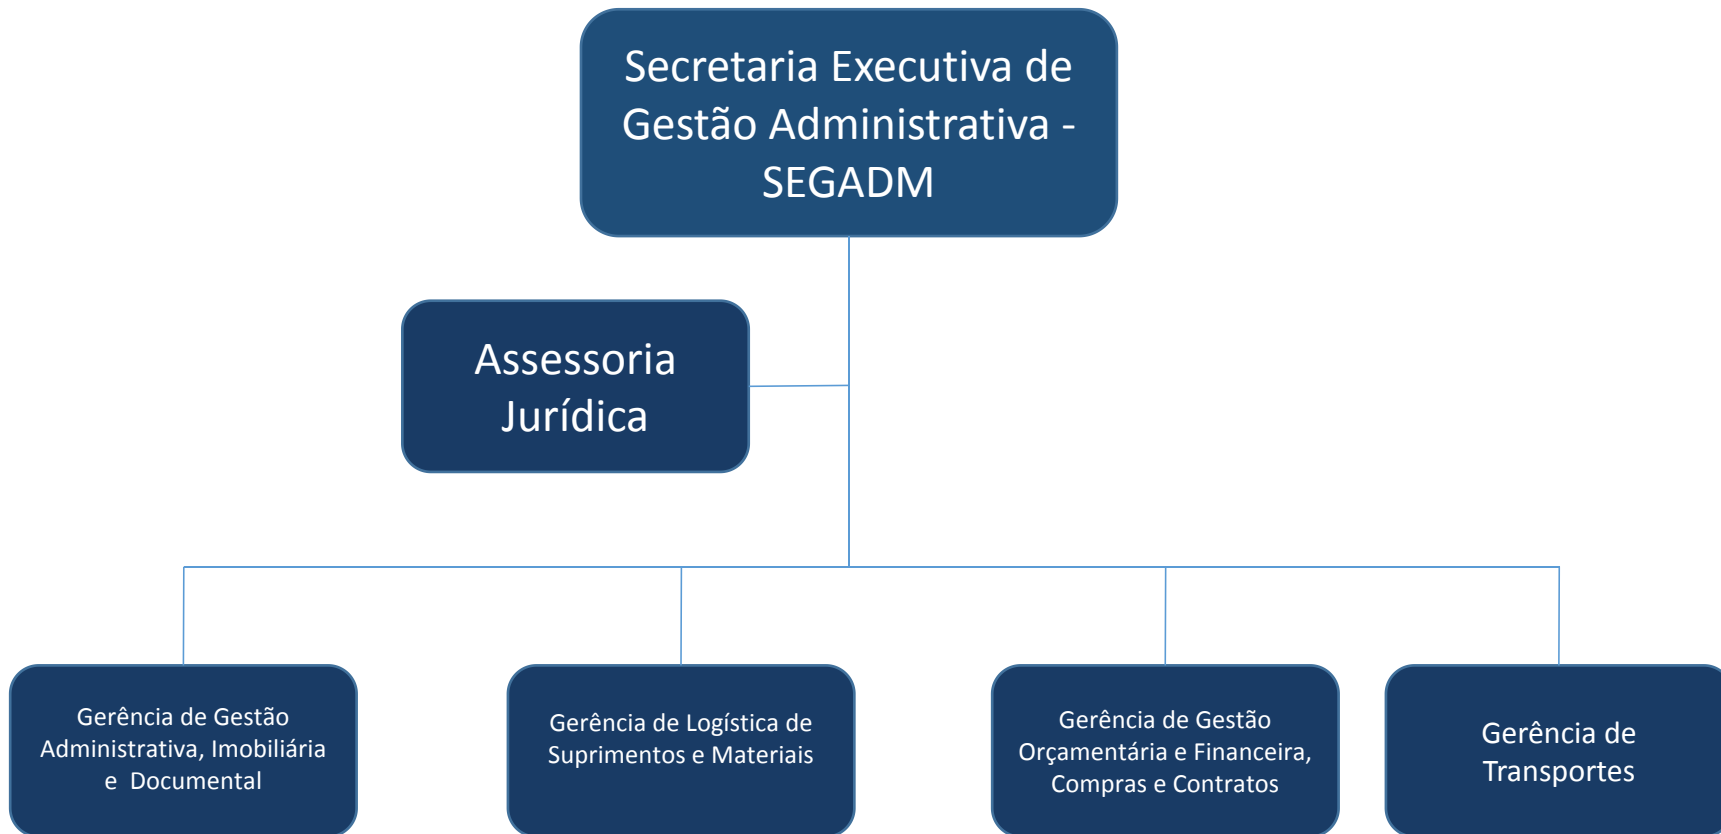 Secretaria Executiva de
Gestão Administrativa -
SEGADM
Assessoria
Jurídica
Gerência de Gestão
Administrativa, Imobiliária
e Documental
Gerência de Logística de
Suprimentos e Materiais
Gerência de Gestão
Orçamentária e Financeira,
Compras e Contratos
Gerência de
Transportes